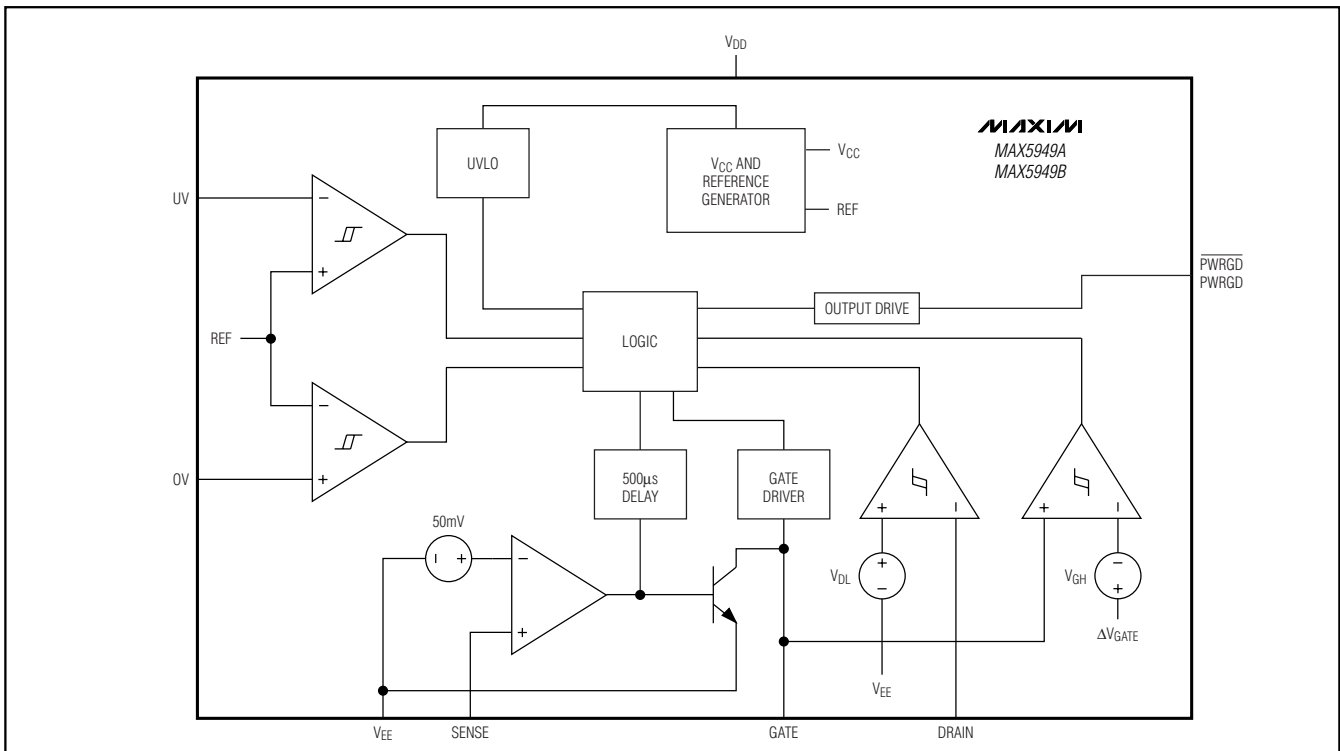 VDD
MAXIM
MAX5949A
MAX5949B
UVLO
VCC AND
REFERENCE
GENERATOR
VCC
REF
UV
−
+
PWRGD
PWRGD
OUTPUT DRIVE
LOGIC
REF
−
+
OV
500µs
DELAY
GATE
DRIVER
50mV
− +
−
+
+ −
+ −
VDL
+
−
VGH
−
+
ΔVGATE
VEE
VEE
SENSE
GATE
DRAIN